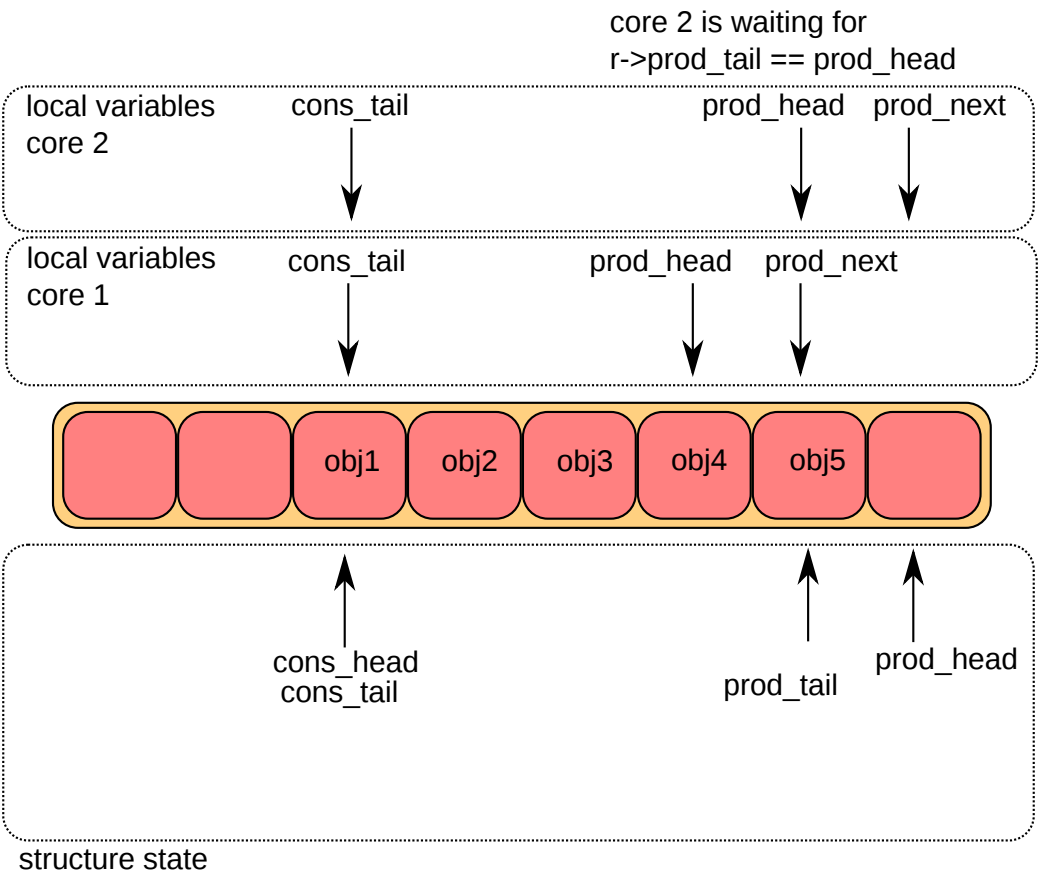 core 2 is waiting for
r->prod_tail == prod_head
local variables
core 2
cons_tail
prod_head
prod_next
local variables
core 1
cons_tail
prod_head
prod_next
obj1
obj2
obj3
obj4
obj5
cons_head
cons_tail
prod_tail
prod_head
structure state